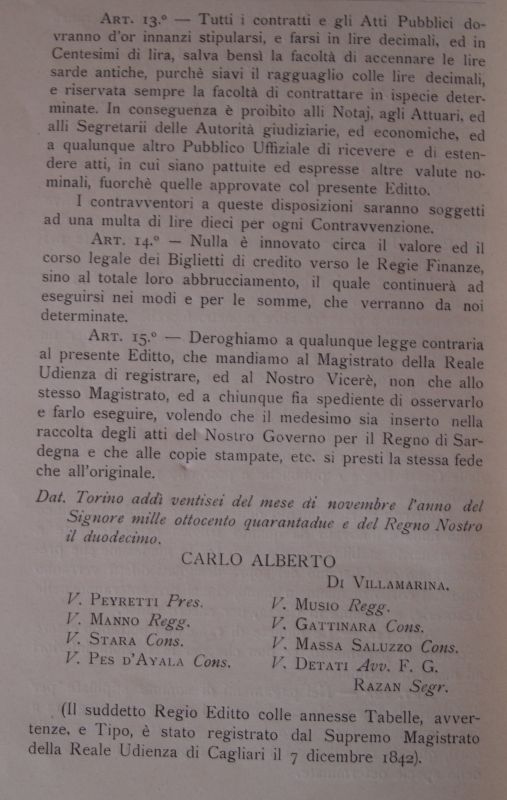 ART. 13.º — Tutti i contratti e gli Atti Pubblici do-
vranno d'or innanzi stipularsi, e farsi in lire decimali, ed in
Centesimi di lira, salva bensì la facoltà di accennare le lire
sarde antiche, purchè siavi il ragguaglio colle lire decimali,
e riservata sempre la facoltà di contrattare in ispecie deter-
minate. In conseguenza è proibito alli Notaj, agli Attuari, ed
alli Segretarii delle Autorità giudiziarie, ed economiche, ed
a qualunque altro Pubblico Uffiziale di ricevere e di esten-
dere atti, in cui siano pattuite ed espresse altre valute no-
minali, fuorchè quelle approvate col presente Editto.
I contravventori a queste disposizioni saranno soggetti
ad una multa di lire dieci per ogni Contravvenzione.
ART. 14.º — Nulla è innovato circa il valore ed il
corso legale dei Biglietti di credito verso le Regie Finanze,
sino al totale loro abbrucciamento, il quale continuerà ad
eseguirsi nei modi e per le somme, che verranno da noi
determinate.
ART. 15.º — Deroghiamo a qualunque legge contraria
al presente Editto, che mandiamo al Magistrato della Reale
Udienza di registrare, ed al Nostro Vicerè, non che allo
stesso Magistrato, ed a chiunque fia spediente di osservarlo
e farlo eseguire, volendo che il medesimo sia inserto nella
raccolta degli atti del Nostro Governo per il Regno di Sar-
degna e che alle copie stampate, etc. si presti la stessa fede
che all'originale.
Dat. Torino addì ventisei del mese di novembre l'anno del
Signore mille ottocento quarantadue e del Regno Nostro
il duodecimo.
CARLO ALBERTO
DI VILLAMARINA.
V. PEYRETTI Pres.
V. MANNO Regg.
V. STARA Cons.
V. PES D'AYALA Cons.
V. MUSIO Regg.
V. GATTINARA Cons.
V. MASSA SALUZZO Cons.
V. DETATI Avv. F. G.
RAZAN Segr.
(Il suddetto Regio Editto colle annesse Tabelle, avver-
tenze, e Tipo, è stato registrato dal Supremo Magistrato
della Reale Udienza di Cagliari il 7 dicembre 1842).